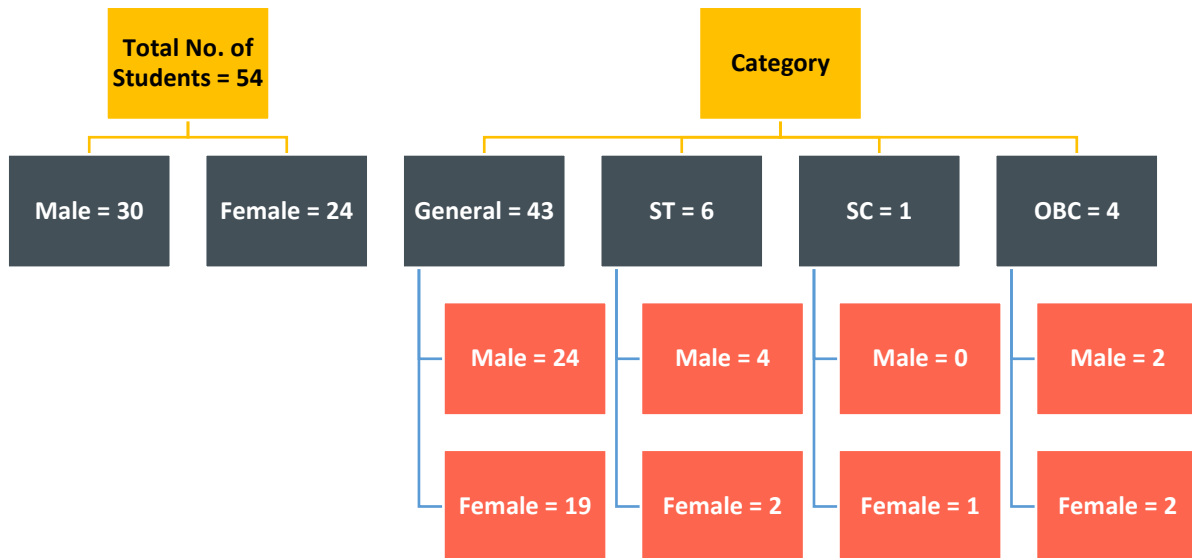 Total No. of
Students = 54
Category
Male = 30
Female = 24
General = 43
ST = 6
SC = 1
OBC = 4
Male = 24
Male = 4
Male = 0
Male = 2
Female = 19
Female = 2
Female = 1
Female = 2